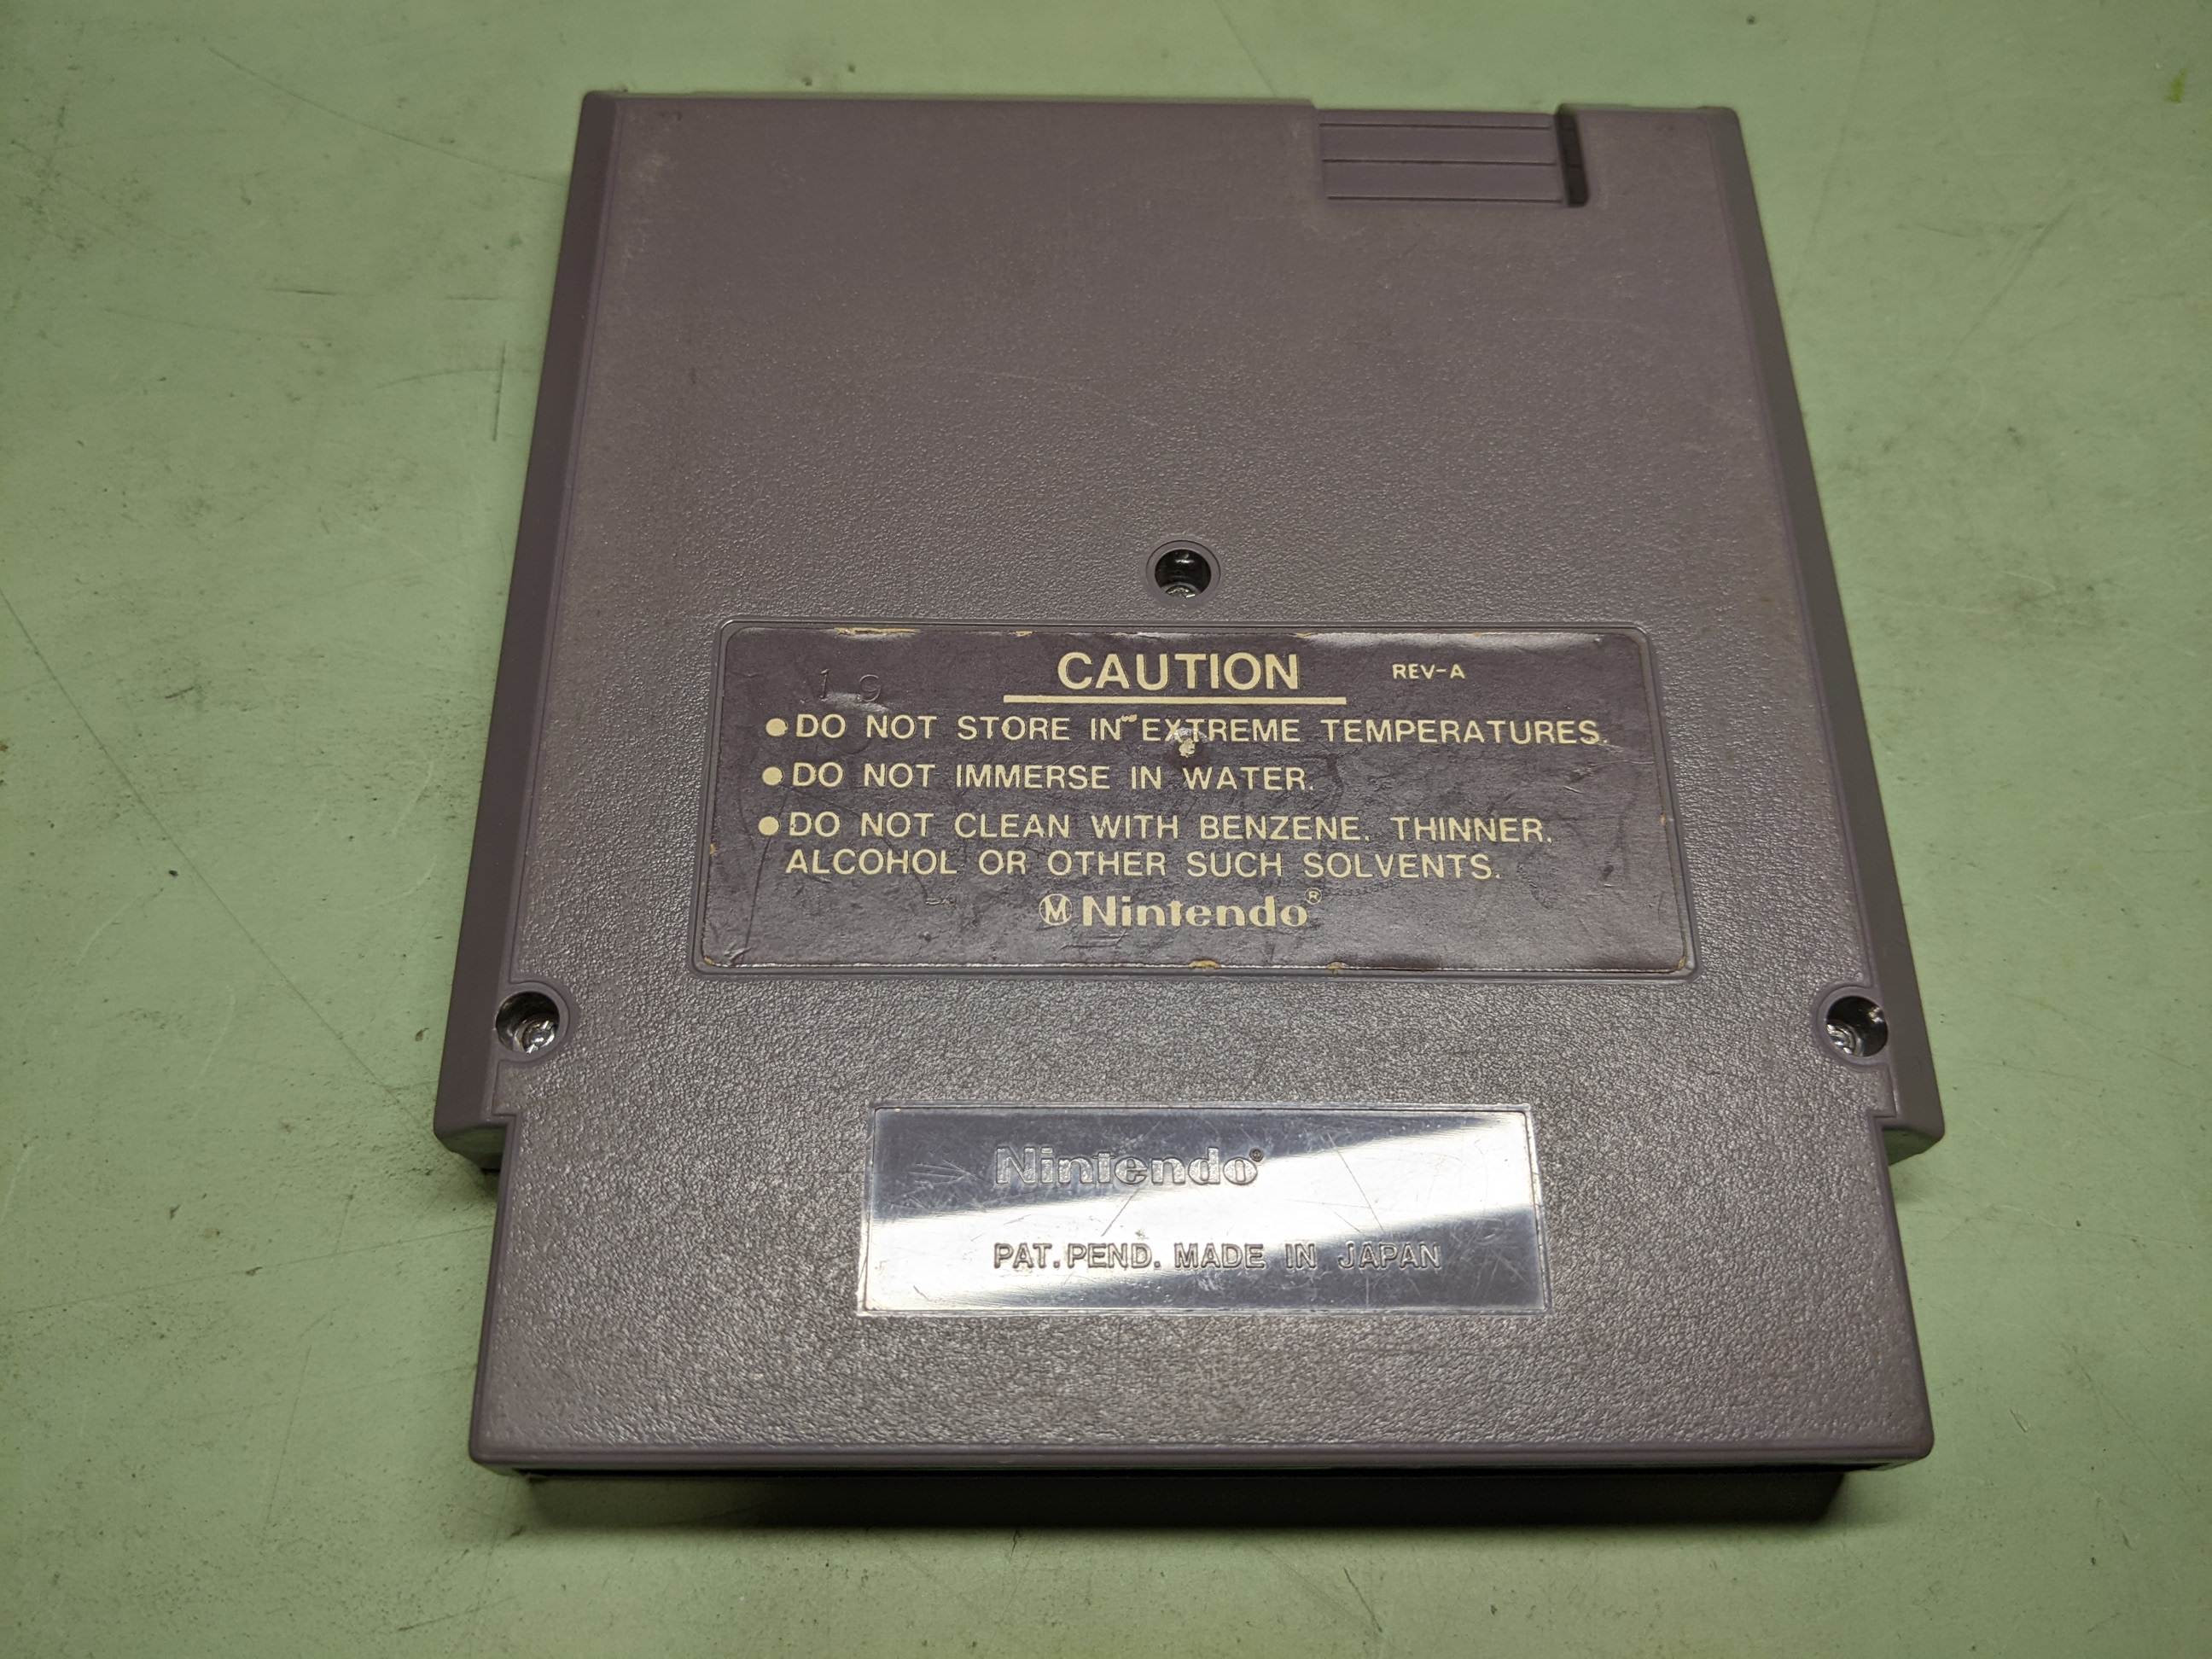 19
CAUTION REV-A
●DO NOT STORE IN EXTREME TEMPERATURES.
●DO NOT IMMERSE IN WATER.
●DO NOT CLEAN WITH BENZENE, THINNER,
ALCOHOL OR OTHER SUCH SOLVENTS.
Ⓜ Nintendo®
Nintendo®
PAT.PEND. MADE IN JAPAN